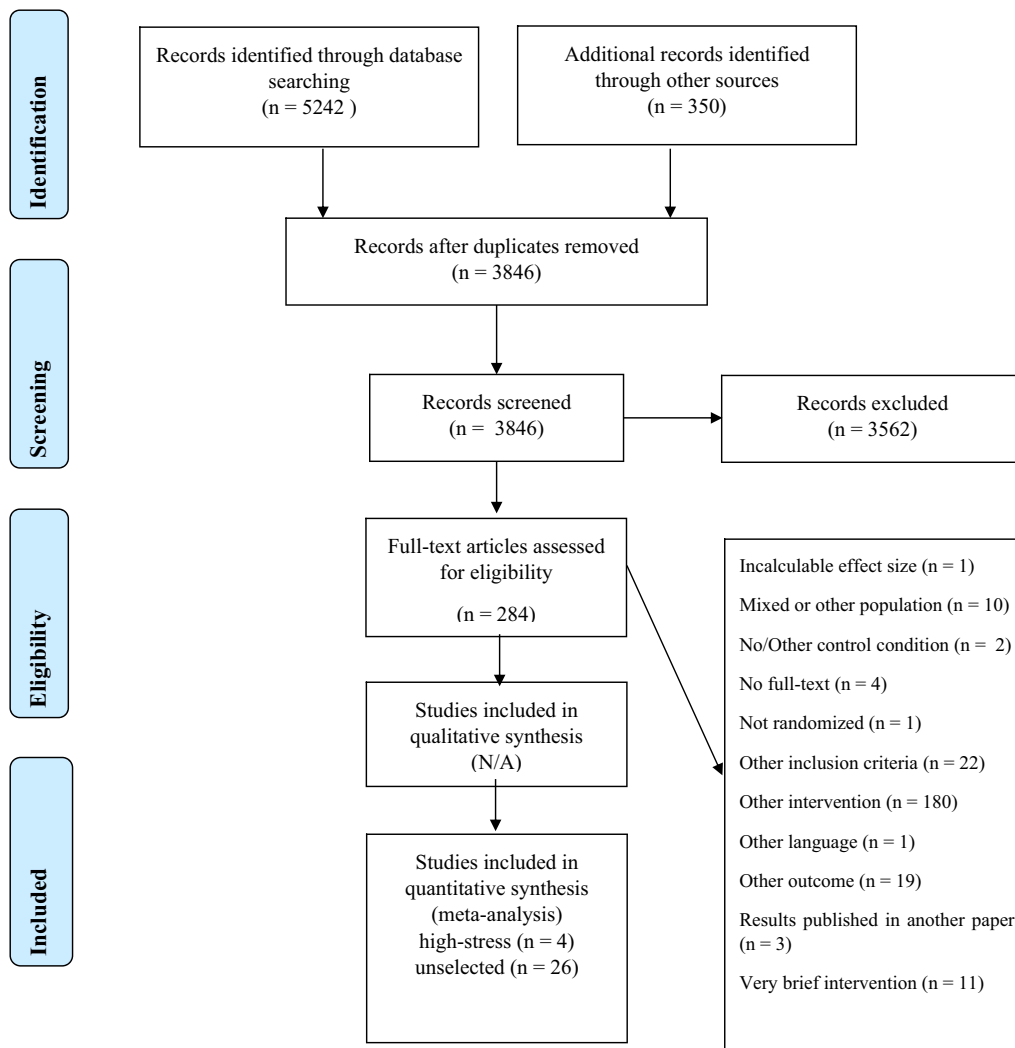 Identification
Records identified through database
searching
(n = 5242 )
Additional records identified
through other sources
(n = 350)
Records after duplicates removed
(n = 3846)
Screening
Records screened
(n = 3846)
Records excluded
(n = 3562)
Eligibility
Full-text articles assessed
for eligibility
(n = 284)
Incalculable effect size (n = 1)
Mixed or other population (n = 10)
No/Other control condition (n = 2)
No full-text (n = 4)
Not randomized (n = 1)
Other inclusion criteria (n = 22)
Other intervention (n = 180)
Other language (n = 1)
Other outcome (n = 19)
Results published in another paper
(n = 3)
Very brief intervention (n = 11)
Studies included in
qualitative synthesis
(N/A)
Included
Studies included in
quantitative synthesis
(meta-analysis)
high-stress (n = 4)
unselected (n = 26)